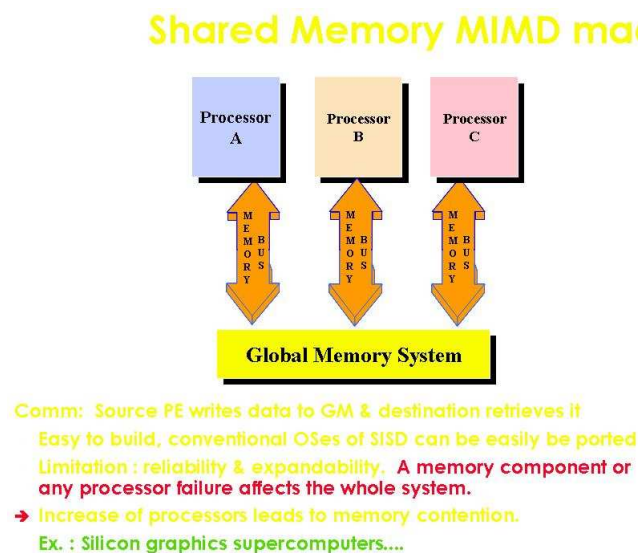 Shared Memory MIMD mac
Processor A
Processor B
Processor C
MEMORY BUS
MEMORY BUS
MEMORY BUS
Global Memory System
Comm: Source PE writes data to GM & destination retrieves it
Easy to build, conventional OSes of SISD can be easily be ported
Limitation : reliability & expandability. A memory component or
any processor failure affects the whole system.
➔ Increase of processors leads to memory contention.
Ex. : Silicon graphics supercomputers....